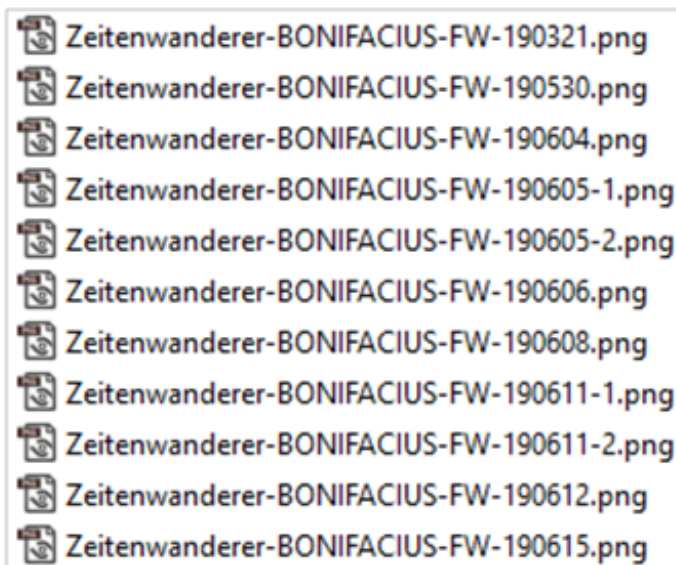 Zeitenwanderer-BONIFACIUS-FW-190321.png
Zeitenwanderer-BONIFACIUS-FW-190530.png
Zeitenwanderer-BONIFACIUS-FW-190604.png
Zeitenwanderer-BONIFACIUS-FW-190605-1.png
Zeitenwanderer-BONIFACIUS-FW-190605-2.png
Zeitenwanderer-BONIFACIUS-FW-190606.png
Zeitenwanderer-BONIFACIUS-FW-190608.png
Zeitenwanderer-BONIFACIUS-FW-190611-1.png
Zeitenwanderer-BONIFACIUS-FW-190611-2.png
Zeitenwanderer-BONIFACIUS-FW-190612.png
Zeitenwanderer-BONIFACIUS-FW-190615.png